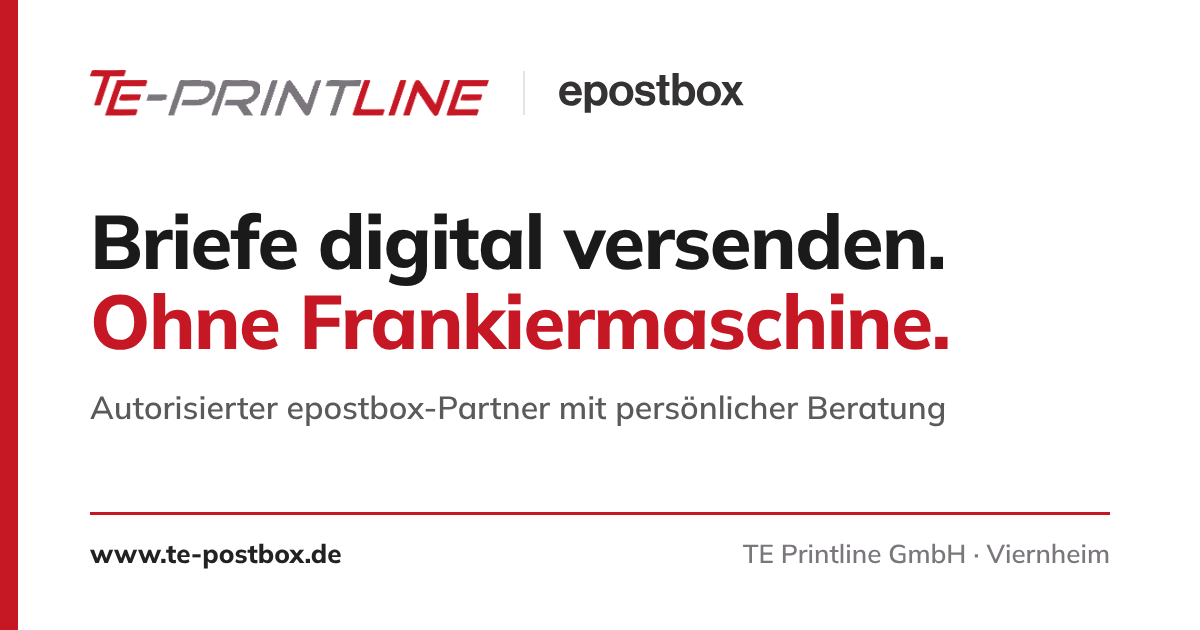 TE-PRINTLINE epostbox
Briefe digital versenden.
Ohne Frankiermaschine.
Autorisierter epostbox-Partner mit persönlicher Beratung
www.te-postbox.de TE Printline GmbH · Viernheim